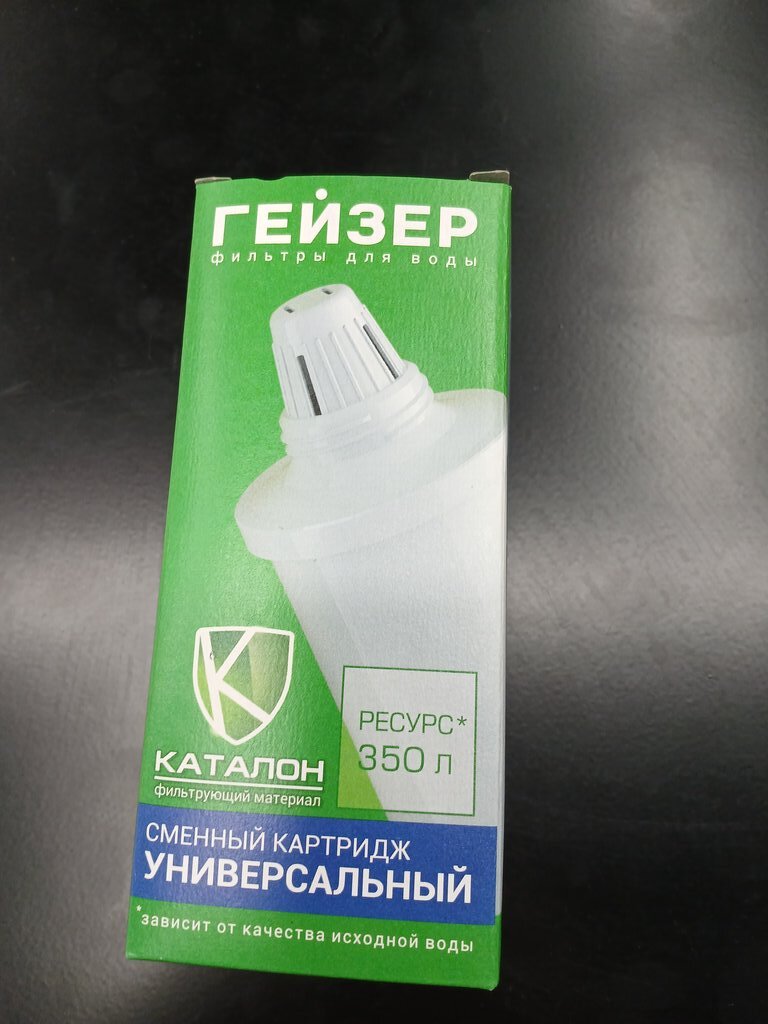 ГЕЙЗЕР
фильтры для воды
КАТАЛОН
фильтрующий материал
РЕСУРС*
350 л
СМЕННЫЙ КАРТРИДЖ
УНИВЕРСАЛЬНЫЙ
*зависит от качества исходной воды